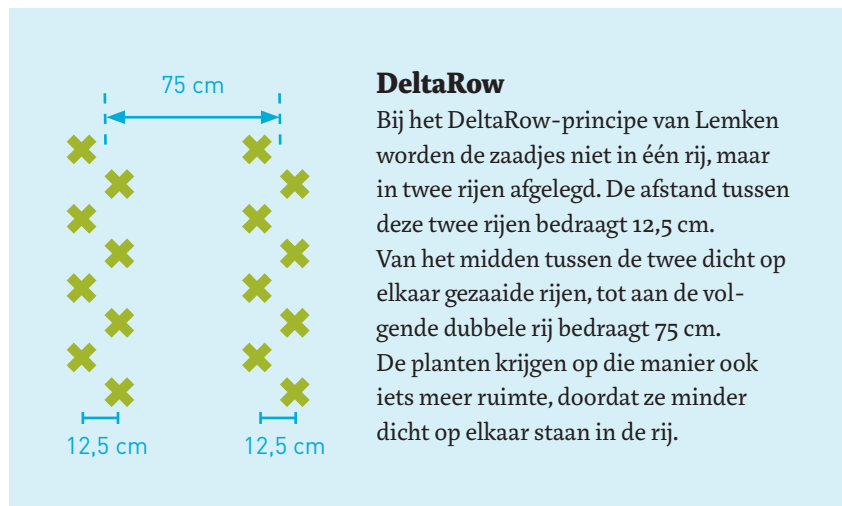 75 cm
12,5 cm
12,5 cm
DeltaRow
Bij het DeltaRow-principe van Lemken
worden de zaadjes niet in één rij, maar
in twee rijen afgelegd. De afstand tussen
deze twee rijen bedraagt 12,5 cm.
Van het midden tussen de twee dicht op
elkaar gezaaide rijen, tot aan de vol-
gende dubbele rij bedraagt 75 cm.
De planten krijgen op die manier ook
iets meer ruimte, doordat ze minder
dicht op elkaar staan in de rij.